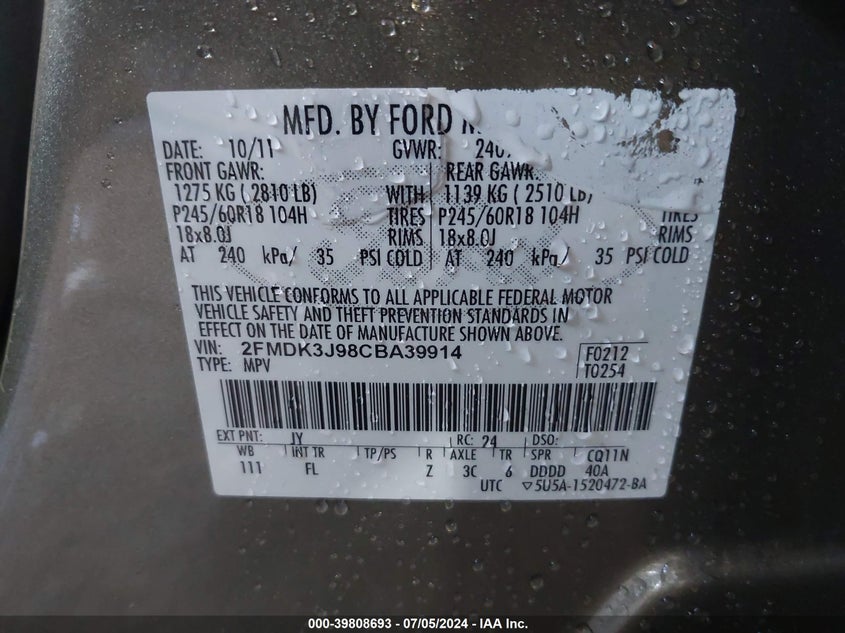 MFD. BY FORD
DATE: 10/11 GVWR:
FRONT GAWR: REAR GAWR:
1275 KG ( 2810 LB) WITH 1139 KG ( 2510 LB)
P245/60R18 104H TIRES P245/60R18 104H TIRES
18x8.0J RIMS 18x8.0J RIMS
AT 240 kPa/ 35 PSI COLD AT 240 kPa/ 35 PSI COLD
THIS VEHICLE CONFORMS TO ALL APPLICABLE FEDERAL MOTOR
VEHICLE SAFETY AND THEFT PREVENTION STANDARDS IN
EFFECT ON THE DATE OF MANUFACTURE SHOWN ABOVE.
VIN: 2FMDK3J98CBA39914 F0212
TYPE: MPV T0254
EXT PNT: JY RC: 24 DSO:
WB INT TR TP/PS R AXLE TR SPR CQ11N
111 FL Z 3C 6 DDDD 40A
UTC ▽5U5A-1520472-BA
000-39808693 07/05/2024 - IAA Inc.